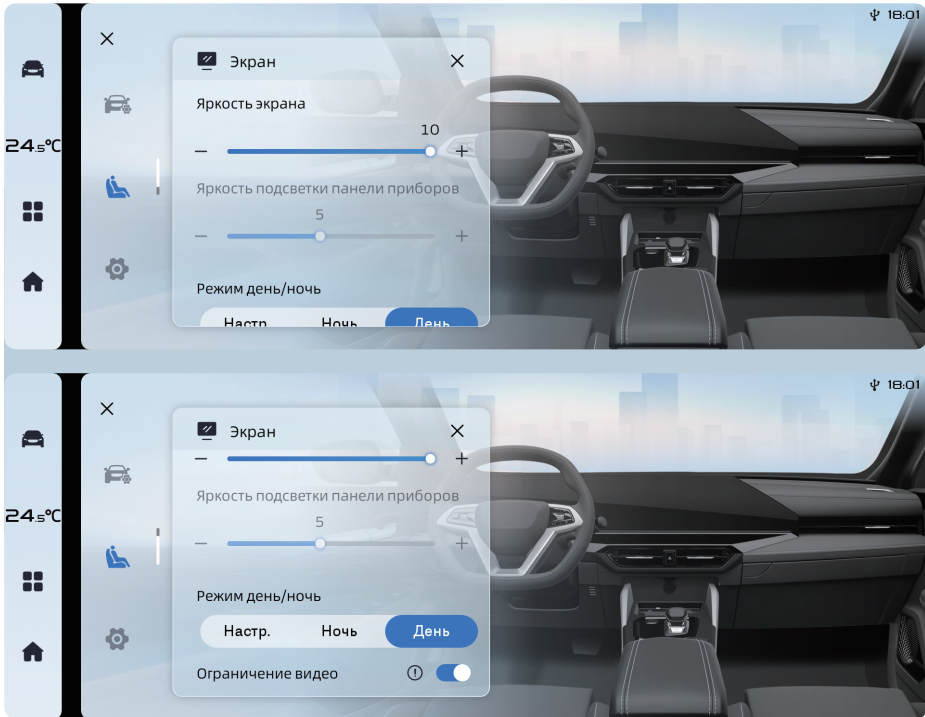 18:01
Экран
Яркость экрана
10
24.5°C
Яркость подсветки панели приборов
5
Режим день/ночь
Настр.
Ночь
День
18:01
Экран
Яркость подсветки панели приборов
24.5°C
5
Режим день/ночь
Настр.
Ночь
День
Ограничение видео